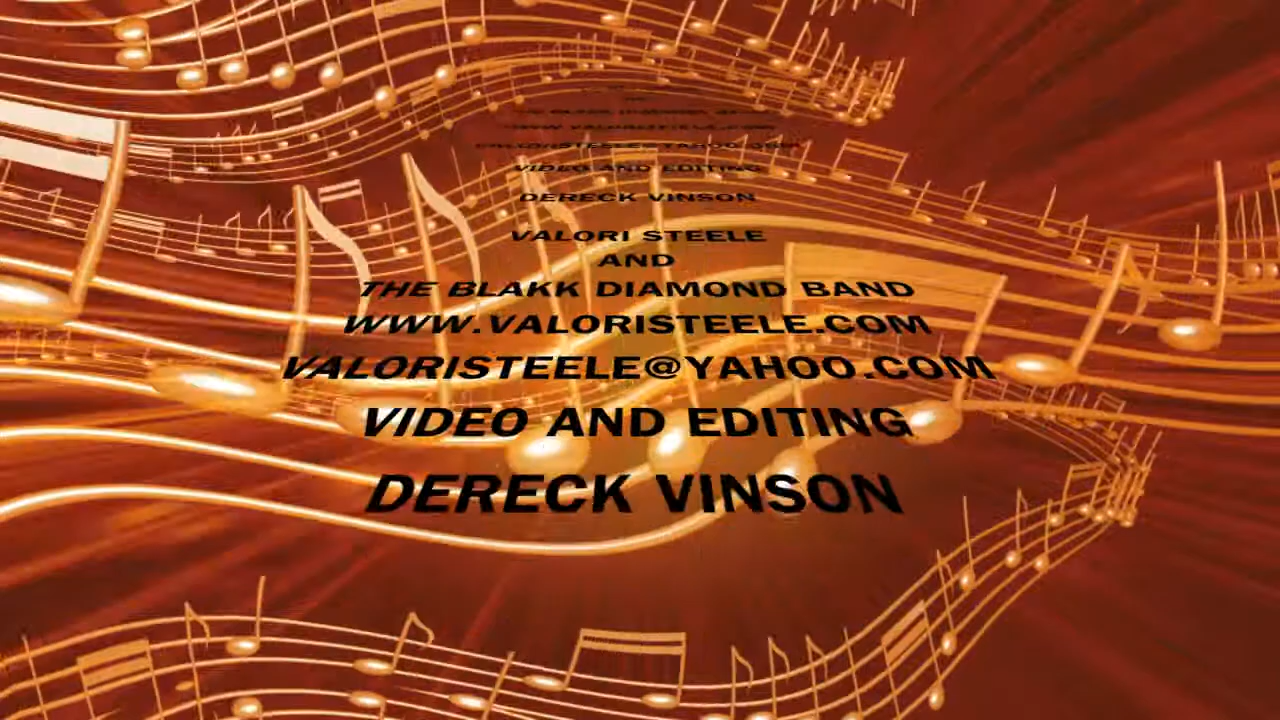 VIDEO AND EDITING
DERECK VINSON
VALORI STEELE
AND
THE BLAKK DIAMOND BAND
WWW.VALORISTEELE.COM
VALORISTEELE@YAHOO.COM
VIDEO AND EDITING
DERECK VINSON